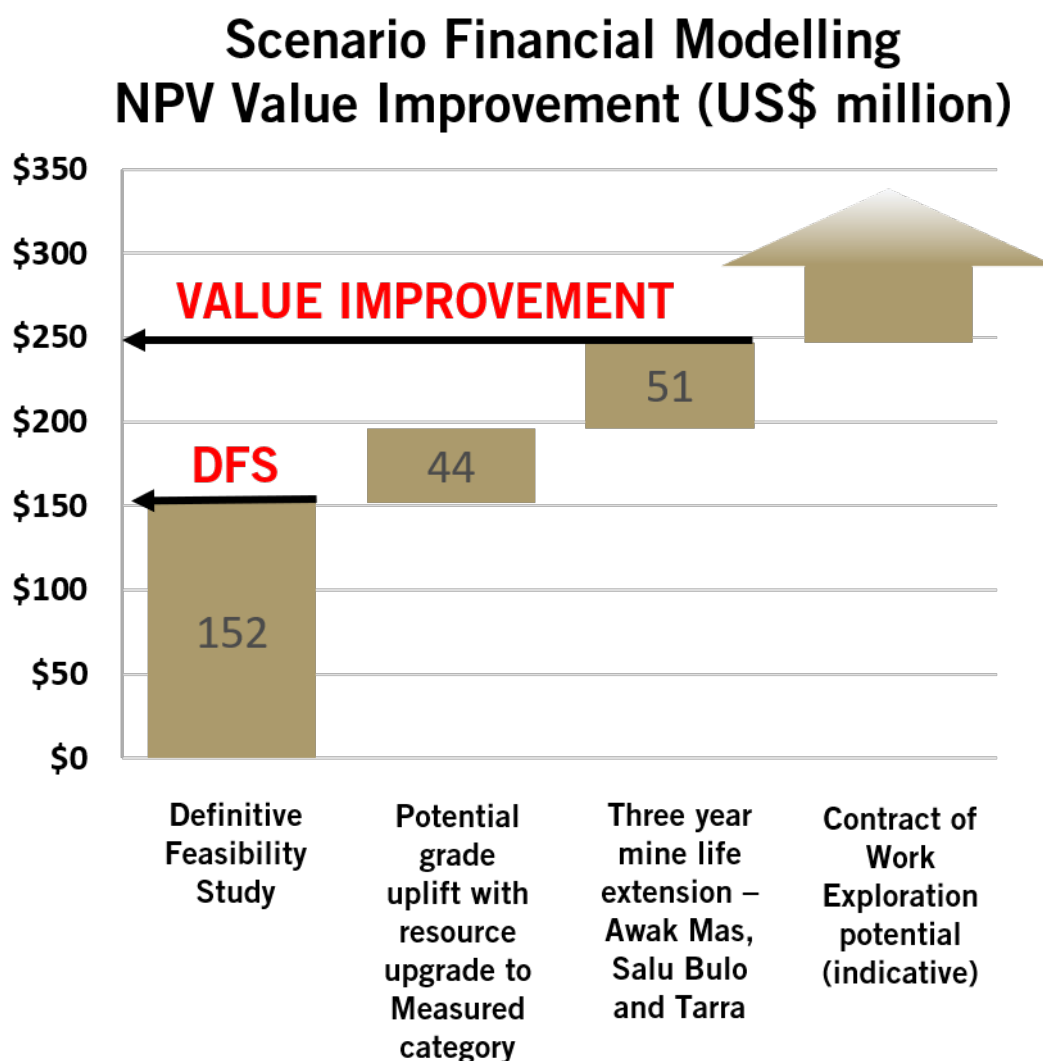 Scenario Financial Modelling
NPV Value Improvement (US$ million)
$350
$300
$250
$200
$150
$100
$50
$0
VALUE IMPROVEMENT
DFS
152
44
51
Definitive
Feasibility
Study
Potential
grade
uplift with
resource
upgrade to
Measured
category
Three year
mine life
extension –
Awak Mas,
Salu Bulo
and Tarra
Contract of
Work
Exploration
potential
(indicative)